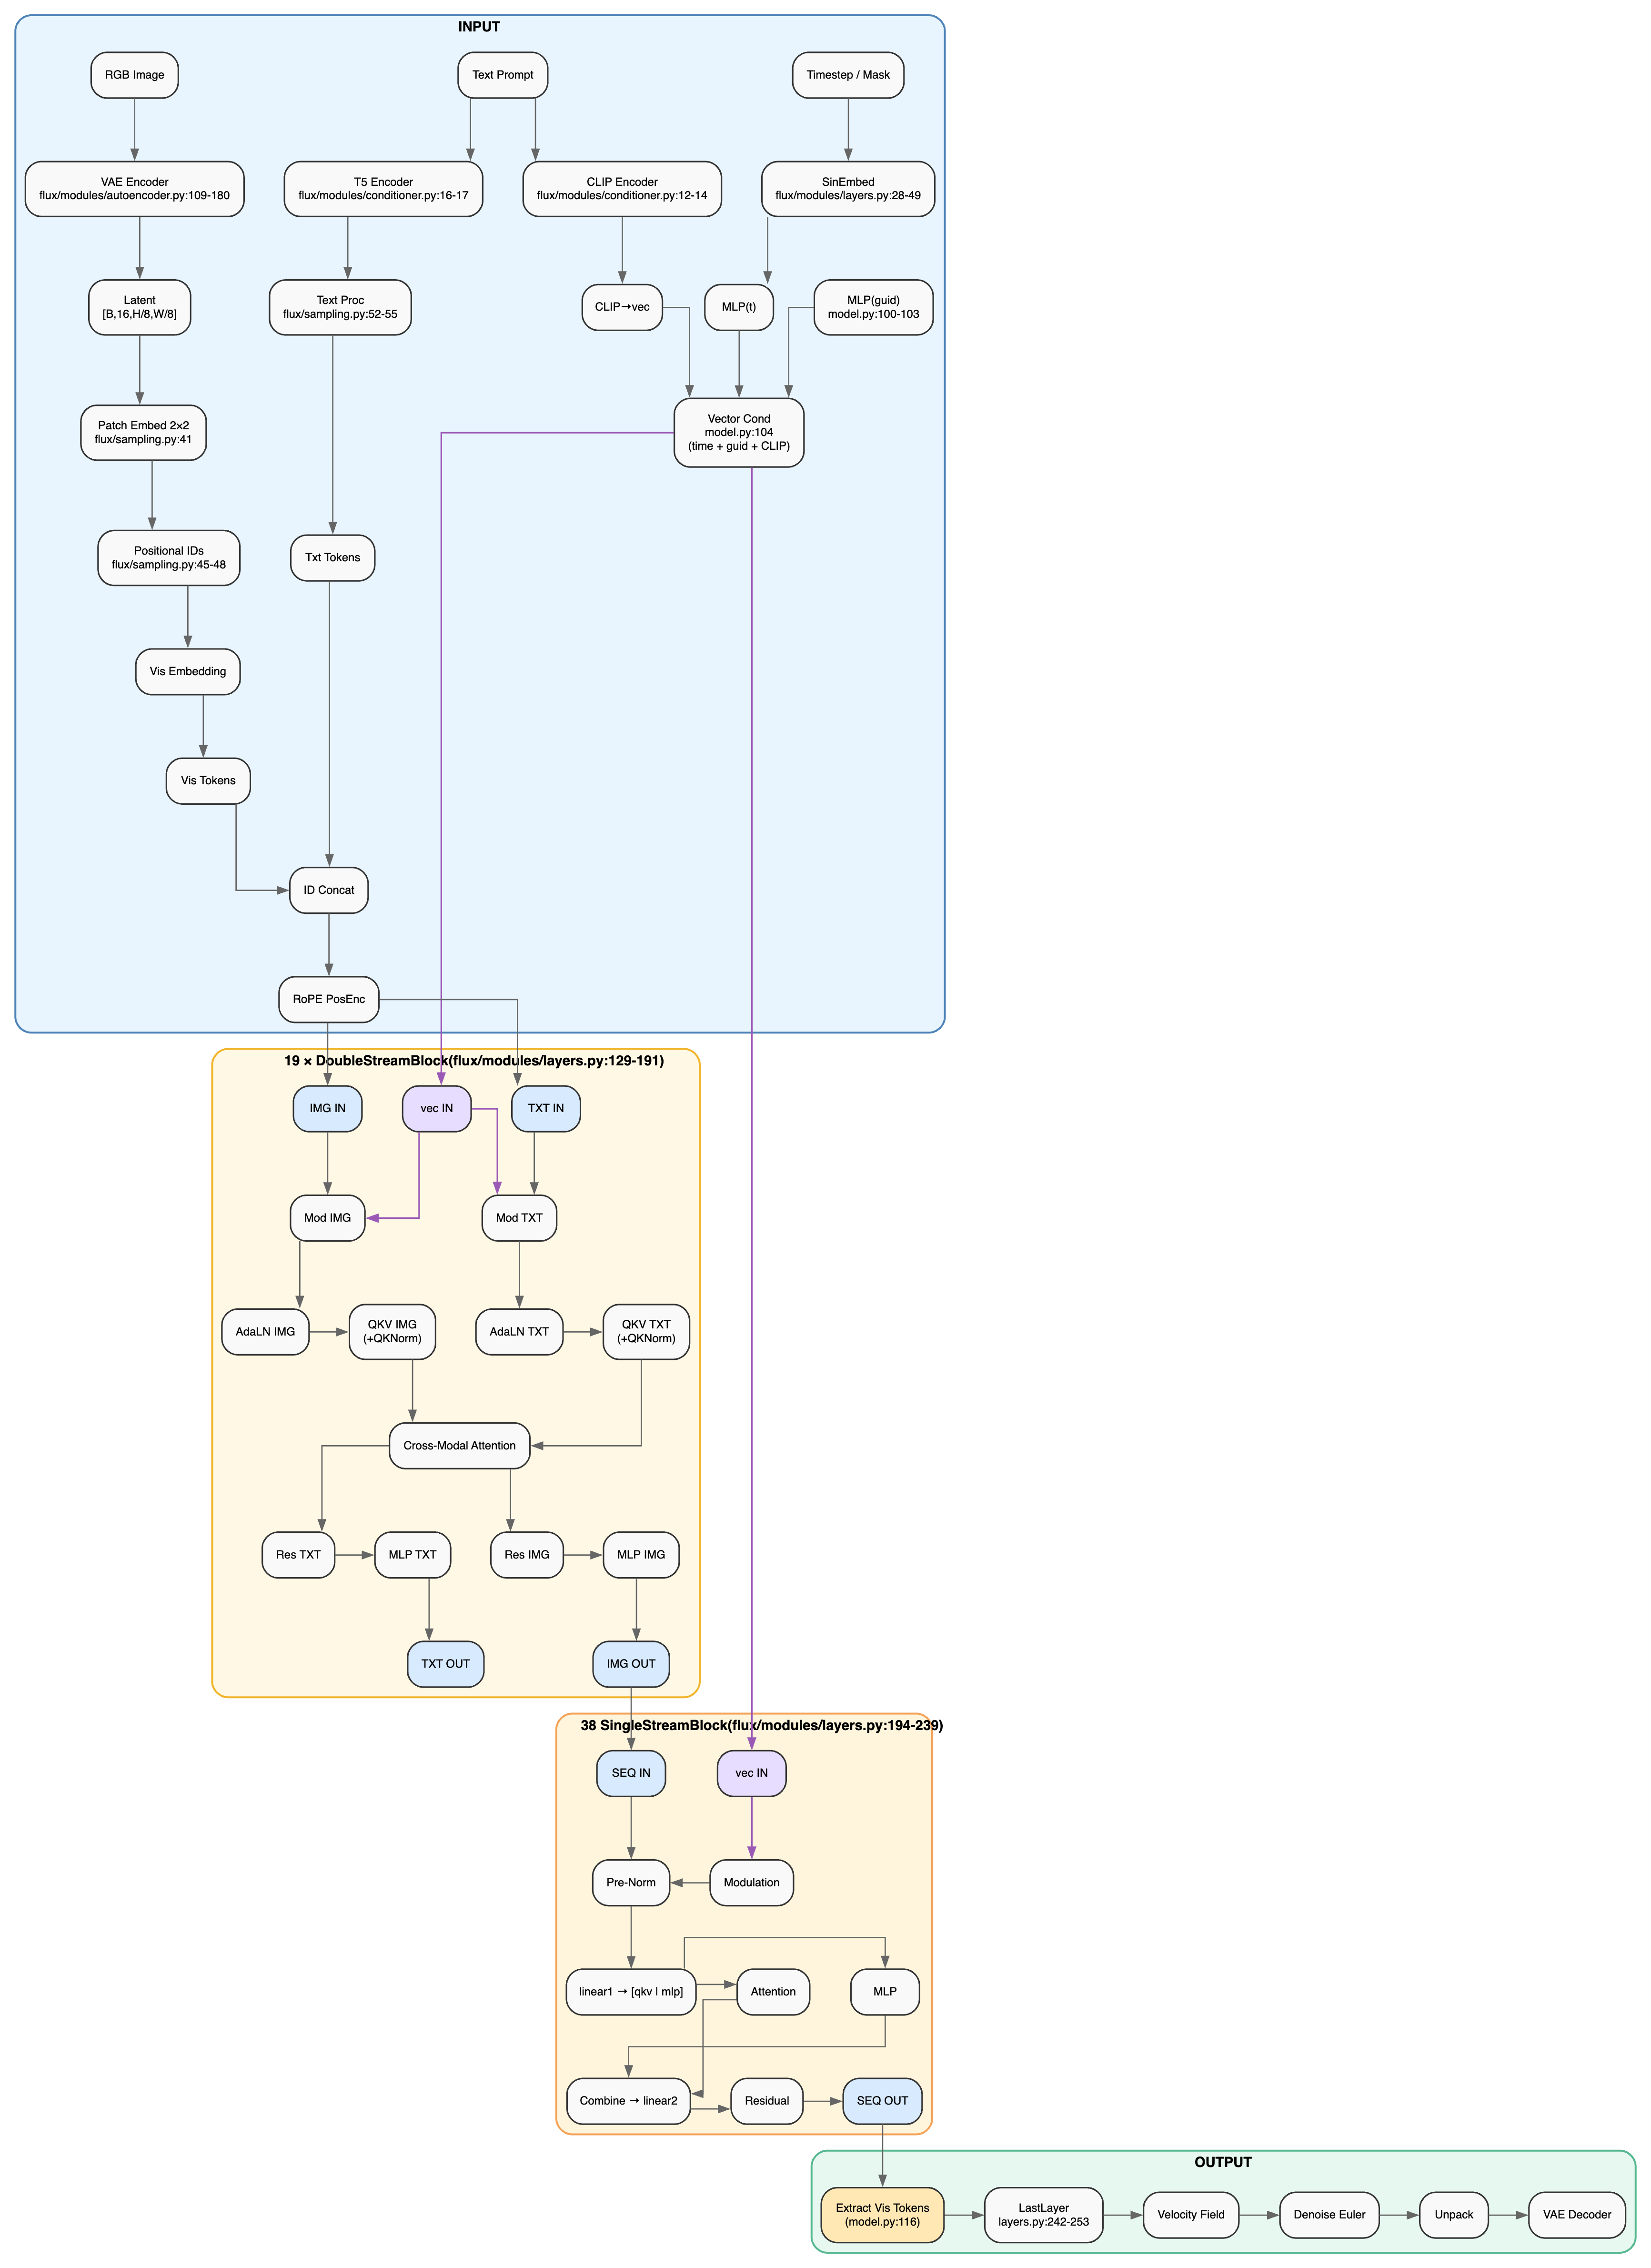 INPUT
RGB Image
Text Prompt
Timestep / Mask
VAE Encoder
flux/modules/autoencoder.py:109-180
T5 Encoder
flux/modules/conditioner.py:16-17
CLIP Encoder
flux/modules/conditioner.py:12-14
SinEmbed
flux/modules/layers.py:28-49
Latent
[B,16,H/8,W/8]
Text Proc
flux/sampling.py:52-55
CLIP→vec
MLP(t)
MLP(guid)
model.py:100-103
Patch Embed 2×2
flux/sampling.py:41
Vector Cond
model.py:104
(time + guid + CLIP)
Positional IDs
flux/sampling.py:45-48
Txt Tokens
Vis Embedding
Vis Tokens
ID Concat
RoPE PosEnc
19 × DoubleStreamBlock(flux/modules/layers.py:129-191)
IMG IN
vec IN
TXT IN
Mod IMG
Mod TXT
AdaLN IMG
QKV IMG
(+QKNorm)
AdaLN TXT
QKV TXT
(+QKNorm)
Cross-Modal Attention
Res TXT
MLP TXT
Res IMG
MLP IMG
TXT OUT
IMG OUT
38 SingleStreamBlock(flux/modules/layers.py:194-239)
SEQ IN
vec IN
Pre-Norm
Modulation
linear1 → [qkv | mlp]
Attention
MLP
Combine → linear2
Residual
SEQ OUT
OUTPUT
Extract Vis Tokens
(model.py:116)
LastLayer
layers.py:242-253
Velocity Field
Denoise Euler
Unpack
VAE Decoder